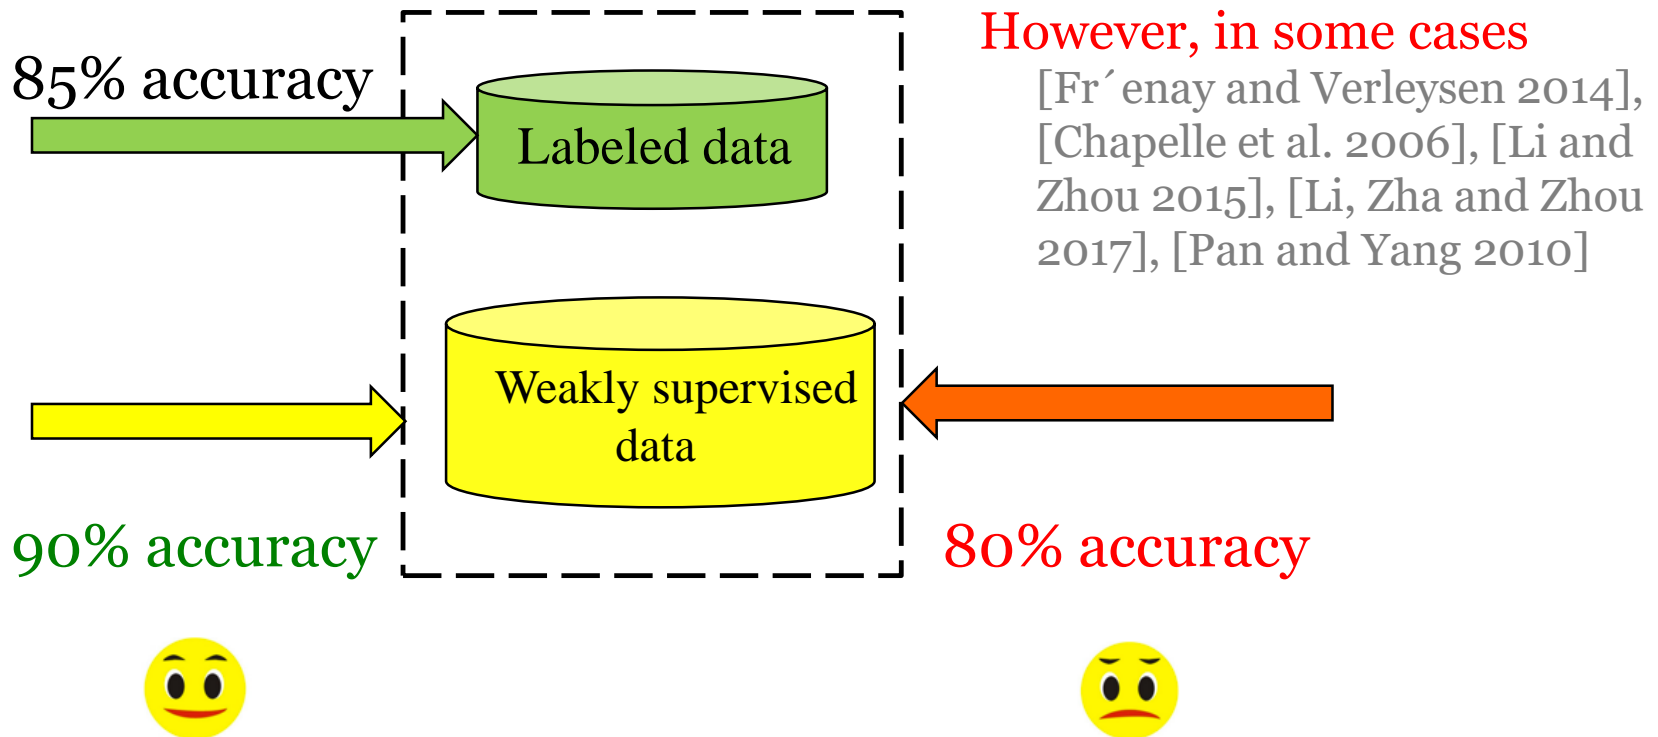 85% accuracy
Labeled data
However, in some cases
[Fr´enay and Verleysen 2014],
[Chapelle et al. 2006], [Li and
Zhou 2015], [Li, Zha and Zhou
2017], [Pan and Yang 2010]
Weakly supervised
data
90% accuracy
80% accuracy